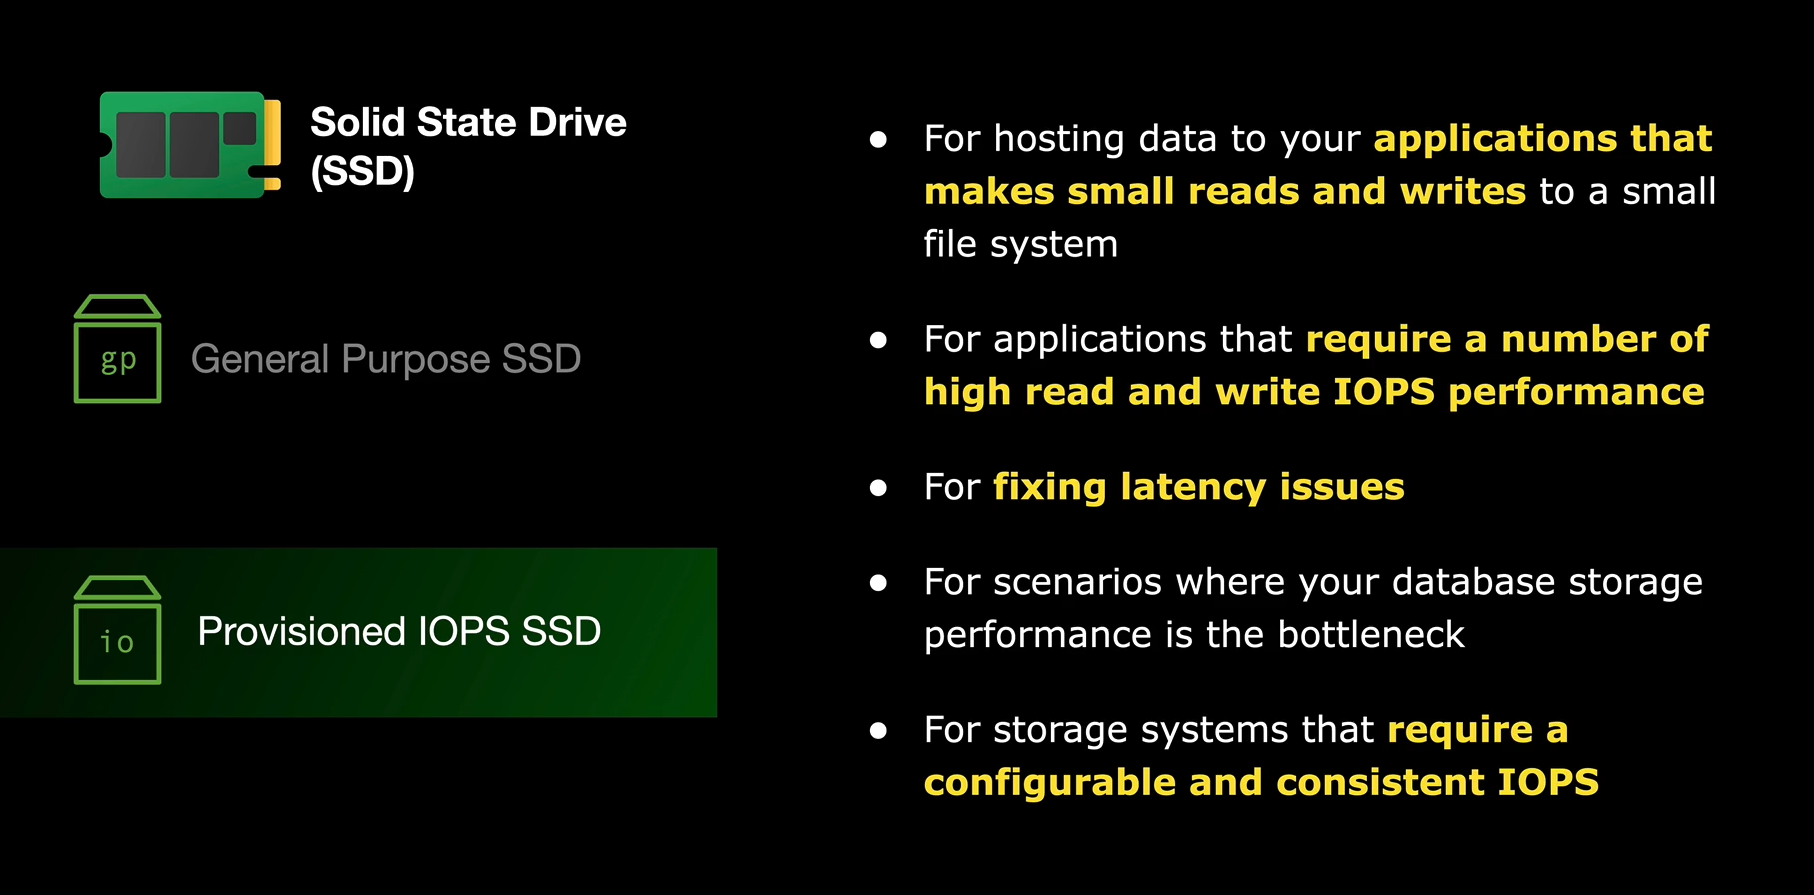 Solid State Drive
(SSD)
gp
General Purpose SSD
io
Provisioned IOPS SSD
● For hosting data to your applications that
makes small reads and writes to a small
file system
● For applications that require a number of
high read and write IOPS performance
● For fixing latency issues
● For scenarios where your database storage
performance is the bottleneck
● For storage systems that require a
configurable and consistent IOPS